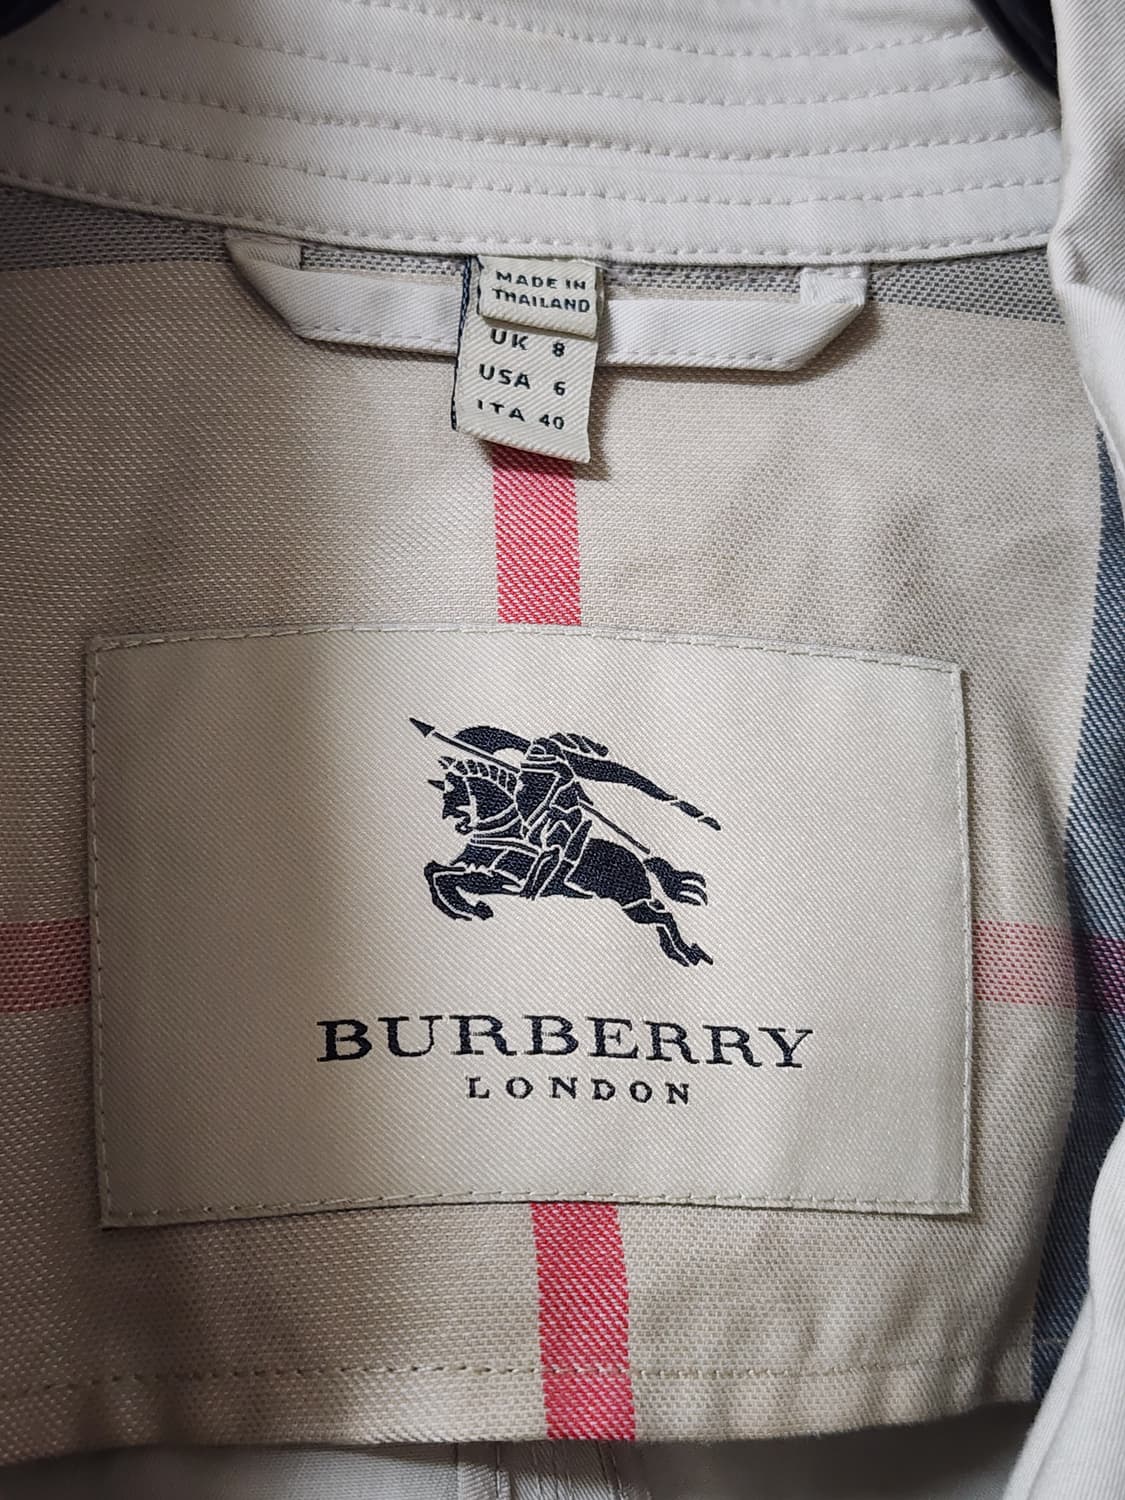 MADE IN
THAILAND
UK 8
USA 6
ITA 40
BURBERRY
LONDON